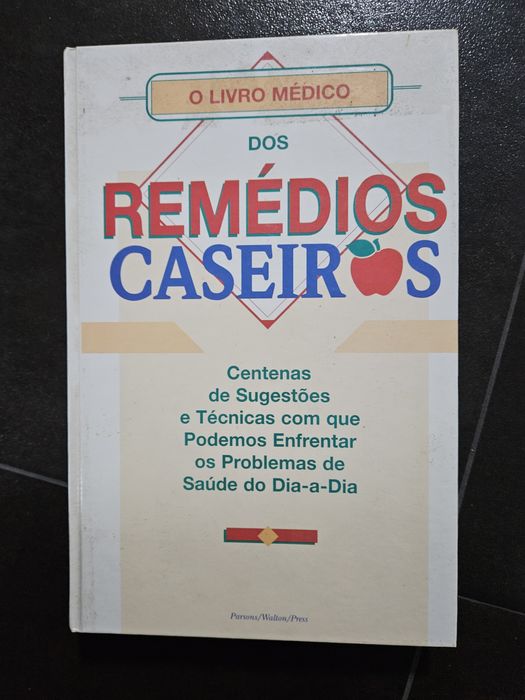 O LIVRO MÉDICO
DOS
REMÉDIOS
CASEIROS
Centenas
de Sugestões
e Técnicas com que
Podemos Enfrentar
os Problemas de
Saúde do Dia-a-Dia
Parsons/Walton/Press